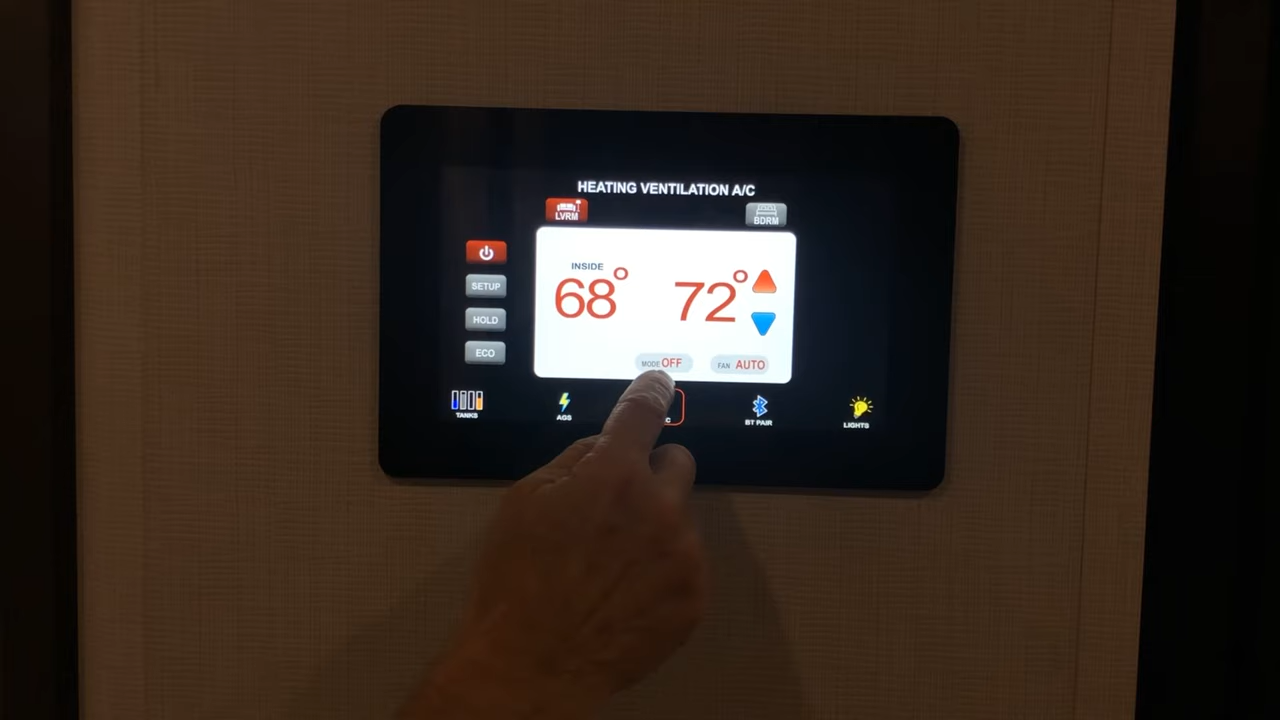 HEATING VENTILATION A/C
LVRM
BDRM
SETUP
HOLD
ECO
INSIDE
68° 72°
MODE OFF
FAN AUTO
TANKS
AGS
C
BT PAIR
LIGHTS